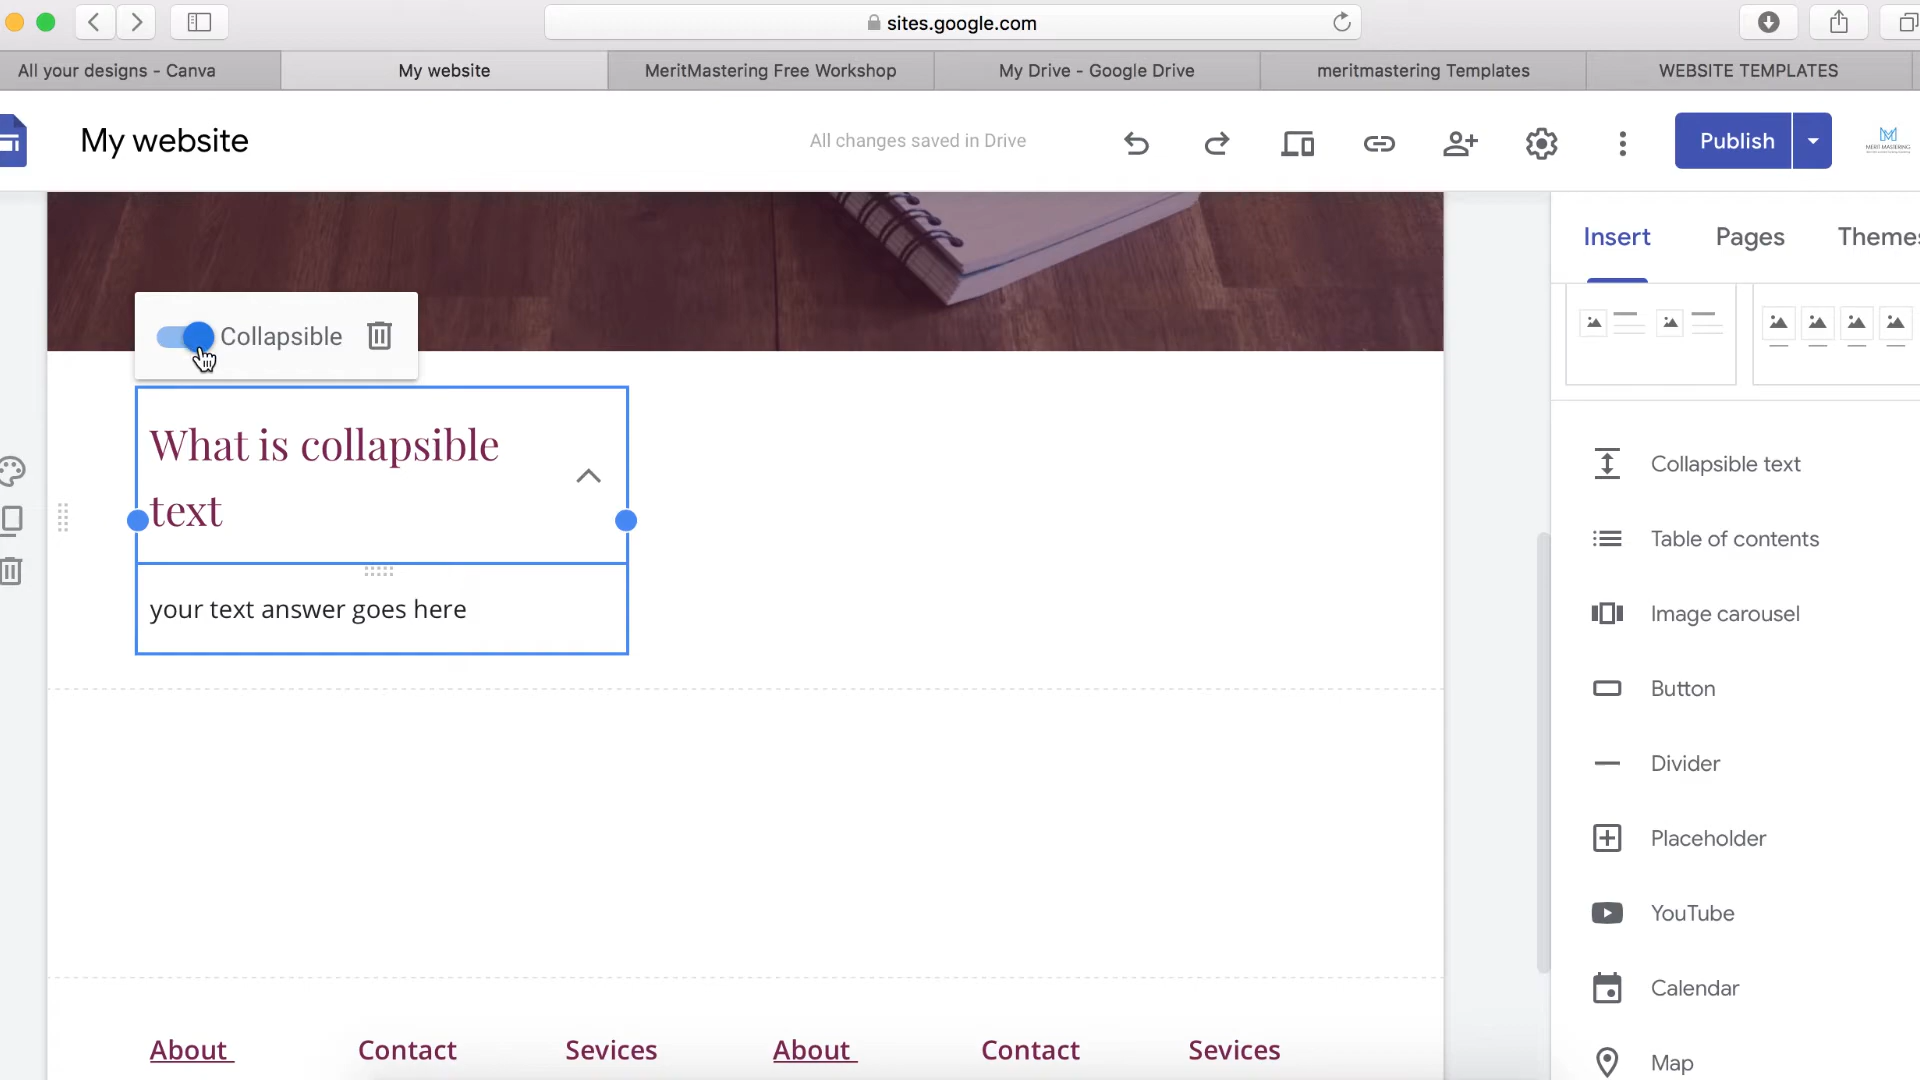 sites.google.com
All your designs - Canva
My website
MeritMastering Free Workshop
My Drive - Google Drive
meritmastering Templates
WEBSITE TEMPLATES
My website
All changes saved in Drive
Publish
MERIT MASTERING
Insert
Pages
Themes
Collapsible
What is collapsible
text
your text answer goes here
Collapsible text
Table of contents
Image carousel
Button
Divider
Placeholder
YouTube
Calendar
Map
About
Contact
Sevices
About
Contact
Sevices